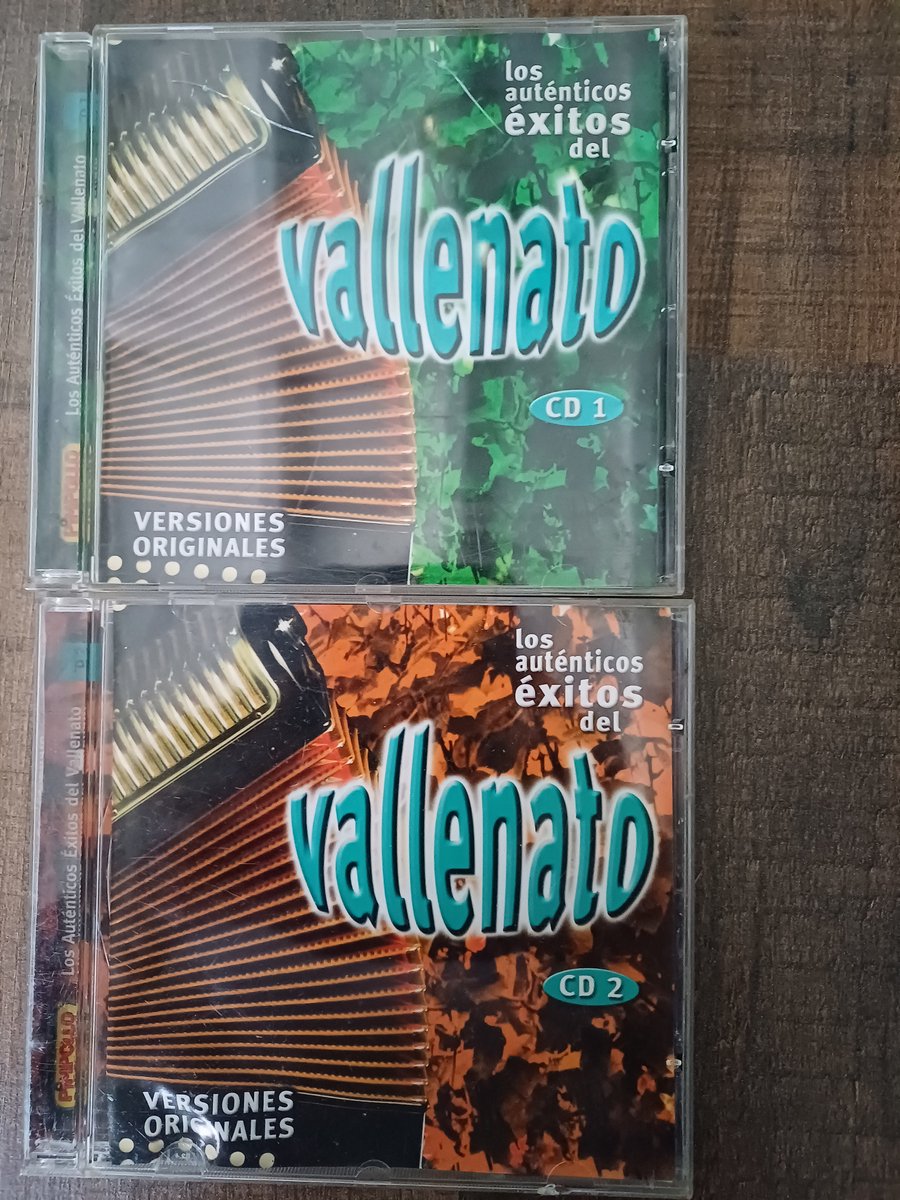 los
auténticos
éxitos
del
vallenato
CD 1
VERSIONES
ORIGINALES
Los Auténticos Éxitos del Vallenato
los
auténticos
éxitos
del
vallenato
CD 2
VERSIONES
ORIGINALES
Los Auténticos Éxitos del Vallenato